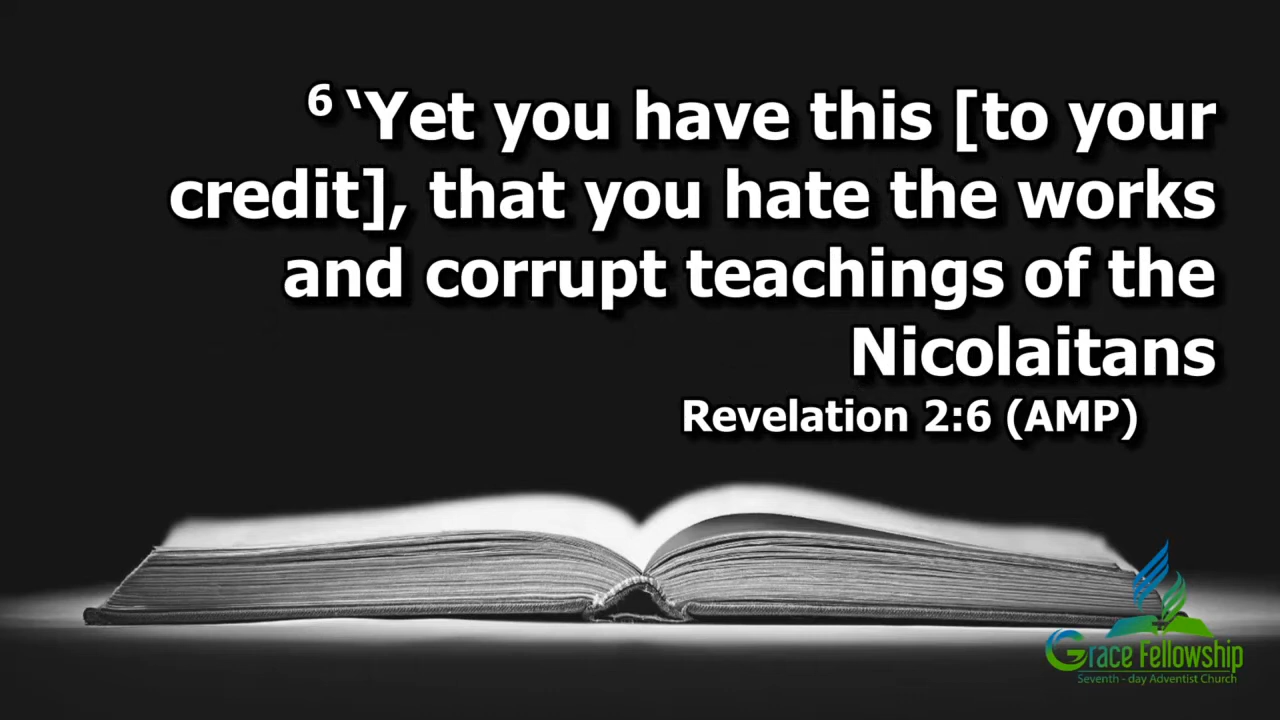 6 ‘Yet you have this [to your
credit], that you hate the works
and corrupt teachings of the
Nicolaitans
Revelation 2:6 (AMP)
Grace Fellowship
Seventh - day Adventist Church